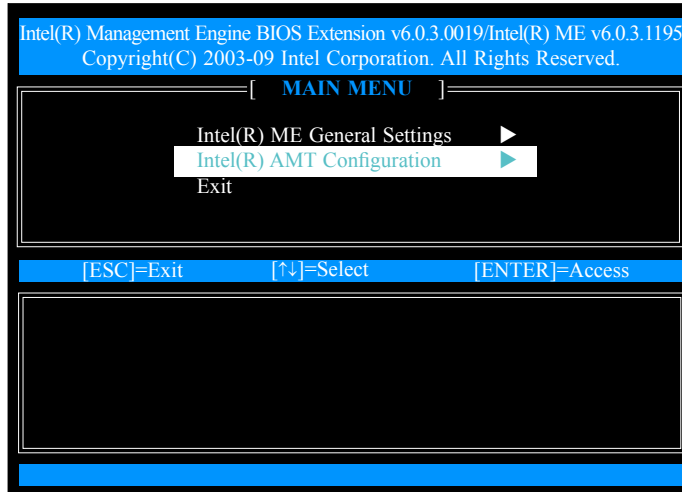 Intel(R) Management Engine BIOS Extension v6.0.3.0019/Intel(R) ME v6.0.3.1195
Copyright(C) 2003-09 Intel Corporation. All Rights Reserved.
[ MAIN MENU ]
Intel(R) ME General Settings ▶
Intel(R) AMT Configuration ▶
Exit
[ESC]=Exit [↑↓]=Select [ENTER]=Access